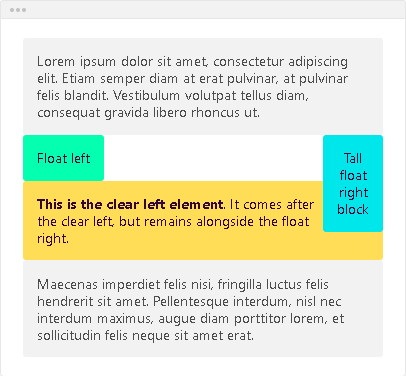 Lorem ipsum dolor sit amet, consectetur adipiscing
elit. Etiam semper diam at erat pulvinar, at pulvinar
felis blandit. Vestibulum volutpat tellus diam,
consequat gravida libero rhoncus ut.
Float left
Tall
float
right
block
This is the clear left element. It comes after
the clear left, but remains alongside the float
right.
Maecenas imperdiet felis nisi, fringilla luctus felis
hendrerit sit amet. Pellentesque interdum, nisl nec
interdum maximus, augue diam porttitor lorem, et
sollicitudin felis neque sit amet erat.